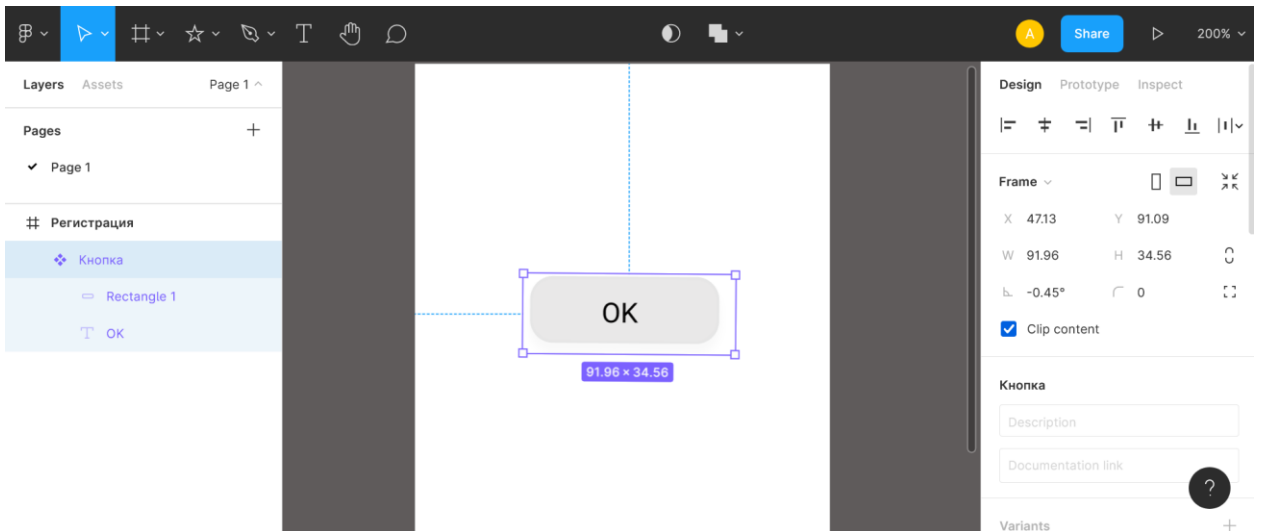 A Share 200%
Layers Assets Page 1
Pages
Page 1
Регистрация
Кнопка
Rectangle 1
T OK
OK
91.96 × 34.56
Design Prototype Inspect
Frame
X 47.13 Y 91.09
W 91.96 H 34.56
-0.45° 0
Clip content
Кнопка
Description
Documentation link
?
Variants